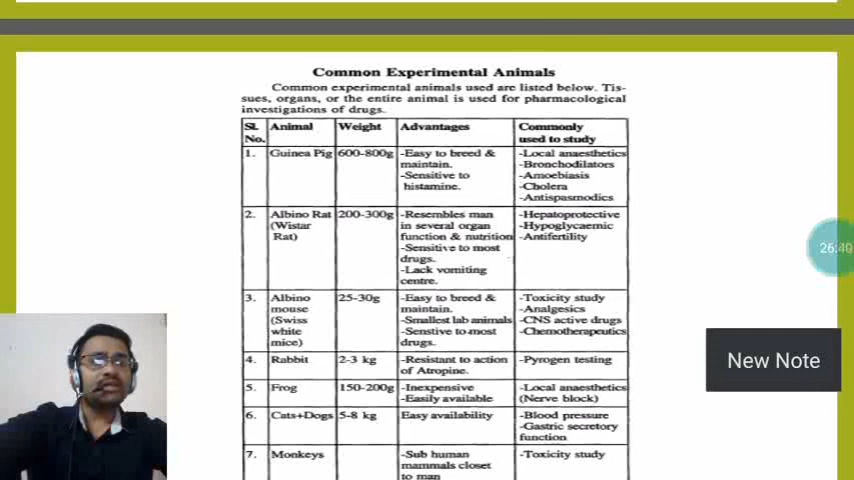 Common Experimental Animals
Common experimental animals used are listed below. Tis-
sues, organs, or the entire animal is used for pharmacological
investigations of drugs.
Sl. No. Animal Weight Advantages Commonly used to study
1. Guinea Pig 600-800g -Easy to breed & maintain. -Sensitive to histamine. -Local anaesthetics -Bronchodilators -Amoebiasis -Cholera -Antispasmodics
2. Albino Rat (Wistar Rat) 200-300g -Resembles man in several organ function & nutrition -Sensitive to most drugs. -Lack vomiting centre. -Hepatoprotective -Hypoglycaemic -Antifertility
3. Albino mouse (Swiss white mice) 25-30g -Easy to breed & maintain. -Smallest lab animals -Senstive to most drugs. -Toxicity study -Analgesics -CNS active drugs -Chemotherapeutics
4. Rabbit 2-3 kg -Resistant to action of Atropine. -Pyrogen testing
5. Frog 150-200g -Inexpensive -Easily available -Local anaesthetics (Nerve block)
6. Cats+Dogs 5-8 kg Easy availability -Blood pressure -Gastric secretory function
7. Monkeys -Sub human mammals closet to man -Toxicity study
26:40
New Note